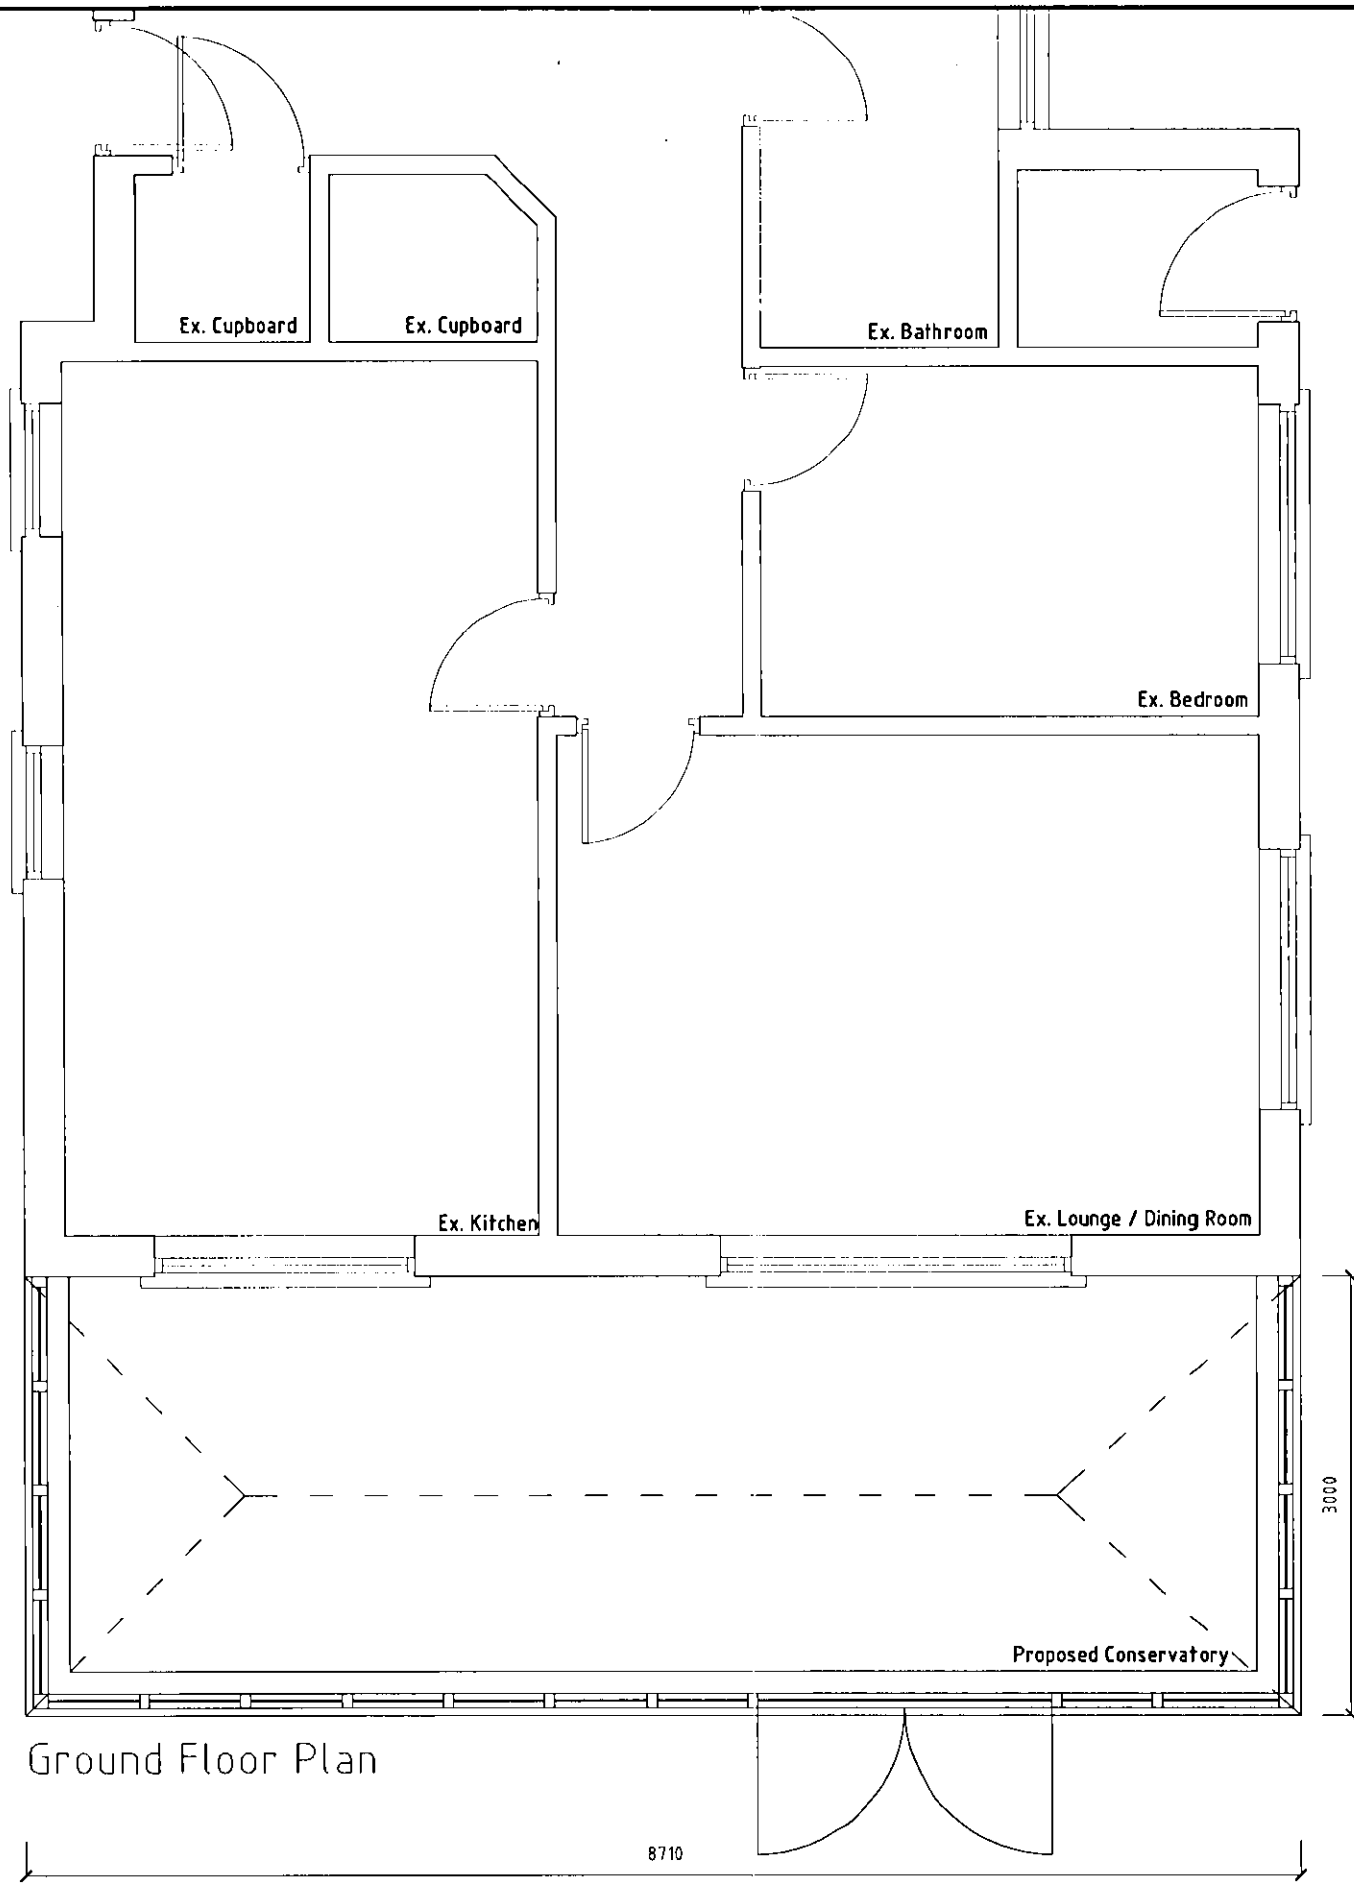 Ex. Cupboard
Ex. Cupboard
Ex. Bathroom
Ex. Bedroom
Ex. Kitchen
Ex. Lounge / Dining Room
3000
Proposed Conservatory
Ground Floor Plan
8710